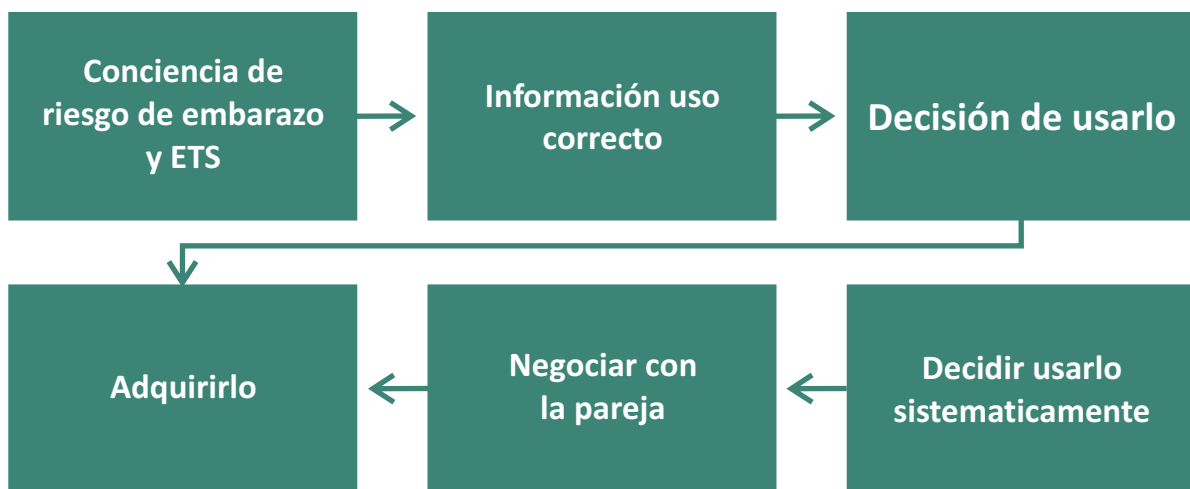 Conciencia de
riesgo de embarazo
y ETS
Información uso
correcto
Decisión de usarlo
Adquirirlo
Negociar con
la pareja
Decidir usarlo
sistematicamente